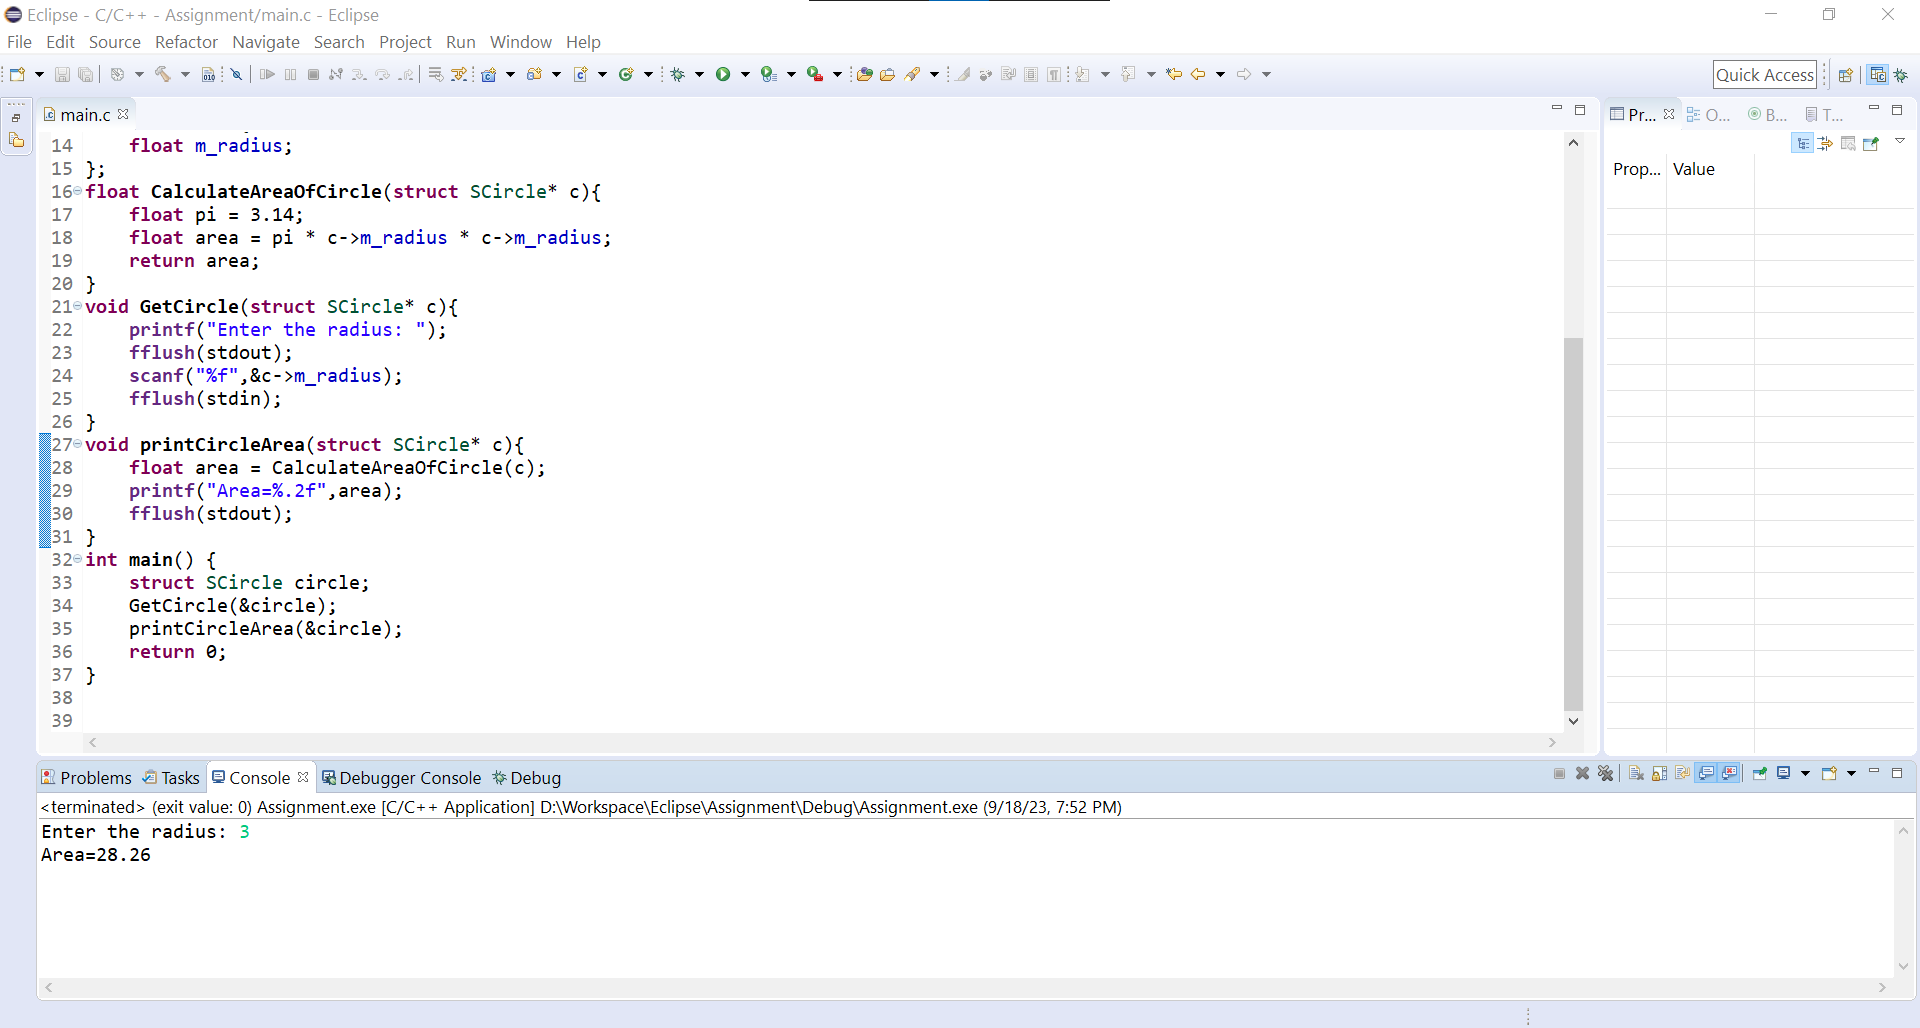 Eclipse - C/C++ - Assignment/main.c - Eclipse
File Edit Source Refactor Navigate Search Project Run Window Help
Quick Access
main.c
Pr... O... B... T...
Prop... Value
14     float m_radius;
15 };
16 float CalculateAreaOfCircle(struct SCircle* c){
17     float pi = 3.14;
18     float area = pi * c->m_radius * c->m_radius;
19     return area;
20 }
21 void GetCircle(struct SCircle* c){
22     printf("Enter the radius: ");
23     fflush(stdout);
24     scanf("%f",&c->m_radius);
25     fflush(stdin);
26 }
27 void printCircleArea(struct SCircle* c){
28     float area = CalculateAreaOfCircle(c);
29     printf("Area=%.2f",area);
30     fflush(stdout);
31 }
32 int main() {
33     struct SCircle circle;
34     GetCircle(&circle);
35     printCircleArea(&circle);
36     return 0;
37 }
38
39
Problems Tasks Console Debugger Console Debug
<terminated> (exit value: 0) Assignment.exe [C/C++ Application] D:\Workspace\Eclipse\Assignment\Debug\Assignment.exe (9/18/23, 7:52 PM)
Enter the radius: 3
Area=28.26